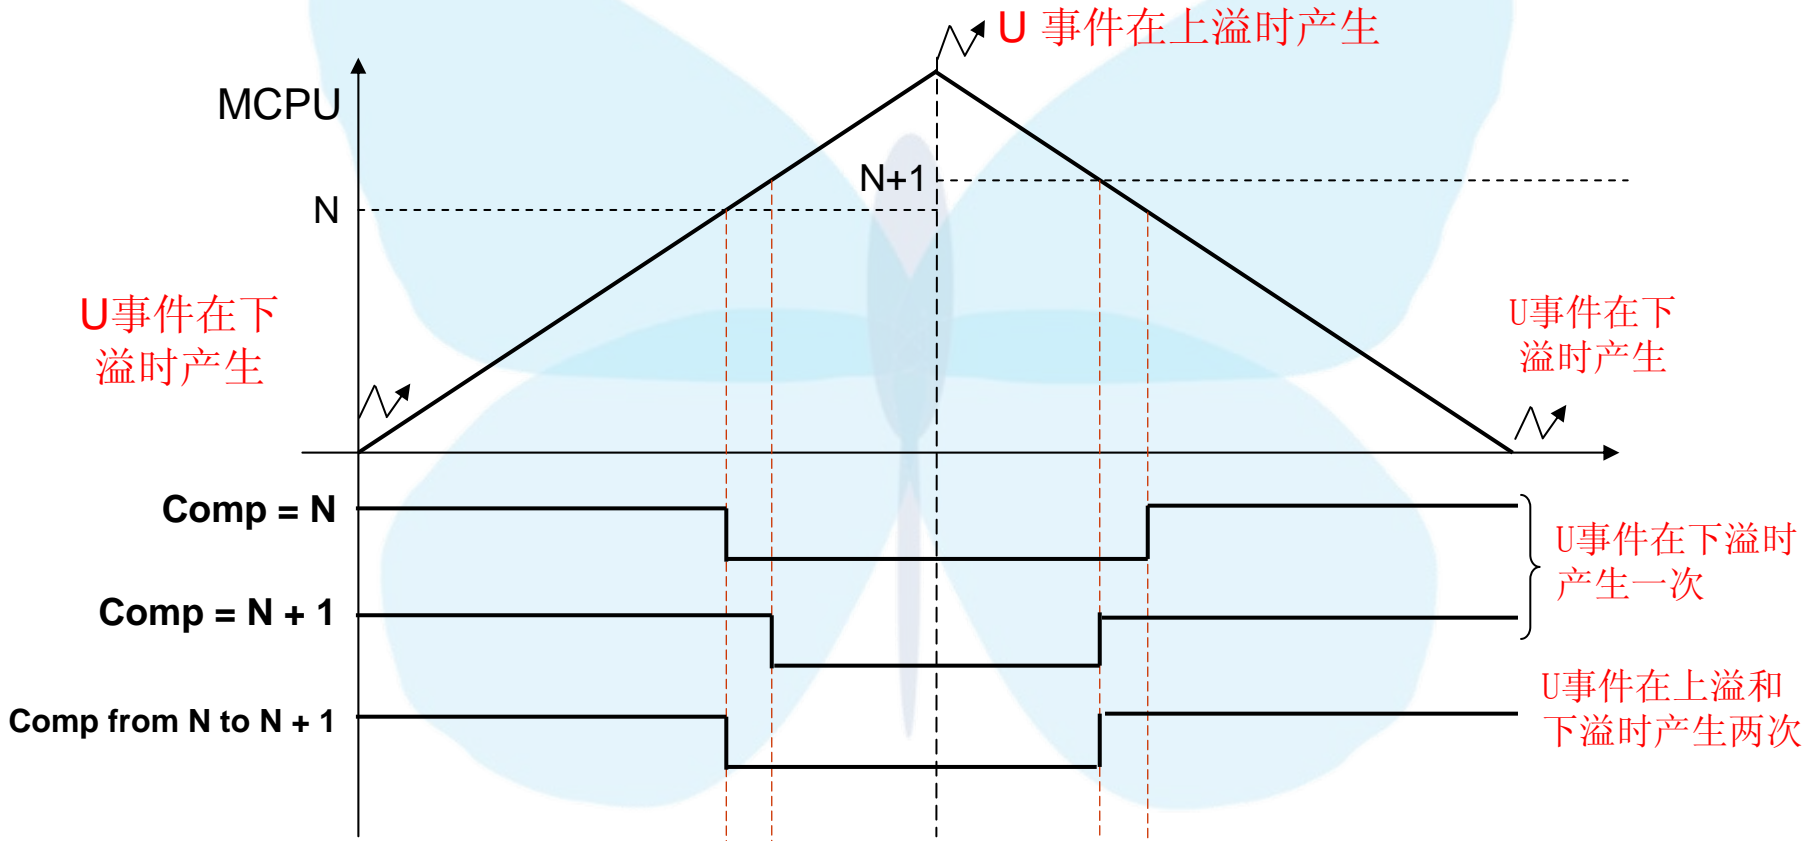 U 事件在上溢时产生
MCPU
N+1
N
U事件在下
溢时产生
U事件在下
溢时产生
Comp = N
U事件在下溢时
产生一次
Comp = N + 1
U事件在上溢和
下溢时产生两次
Comp from N to N + 1